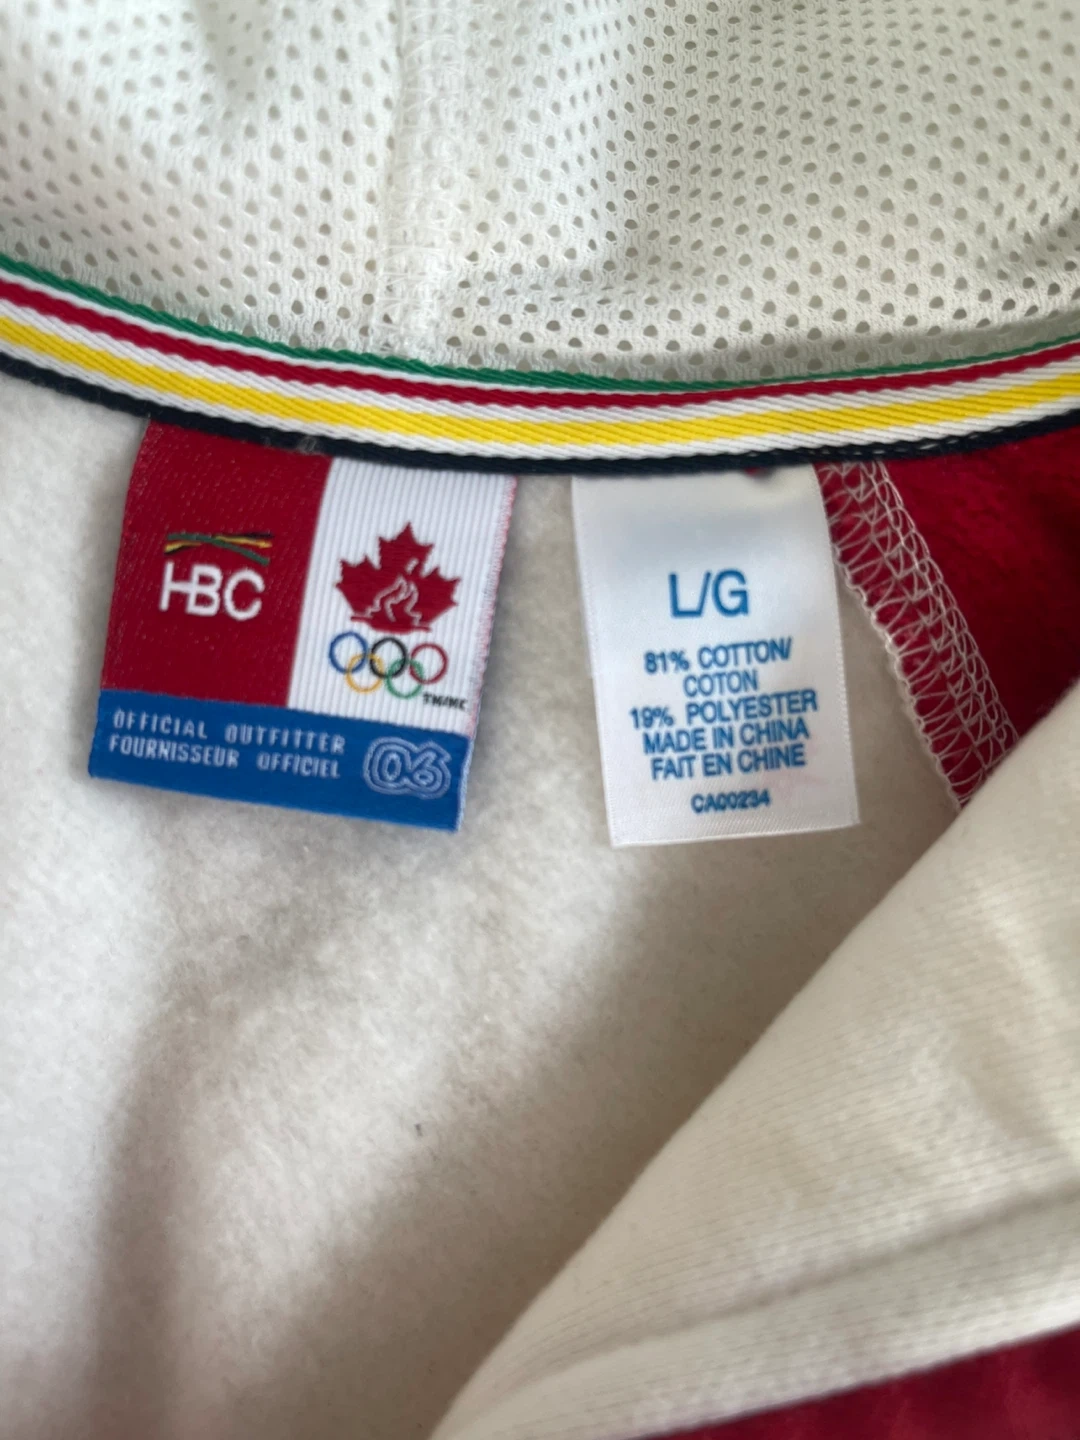 HBC
TM/MC
OFFICIAL OUTFITTER
FOURNISSEUR OFFICIEL
06
L/G
81% COTTON/
COTON
19% POLYESTER
MADE IN CHINA
FAIT EN CHINE
CA00234